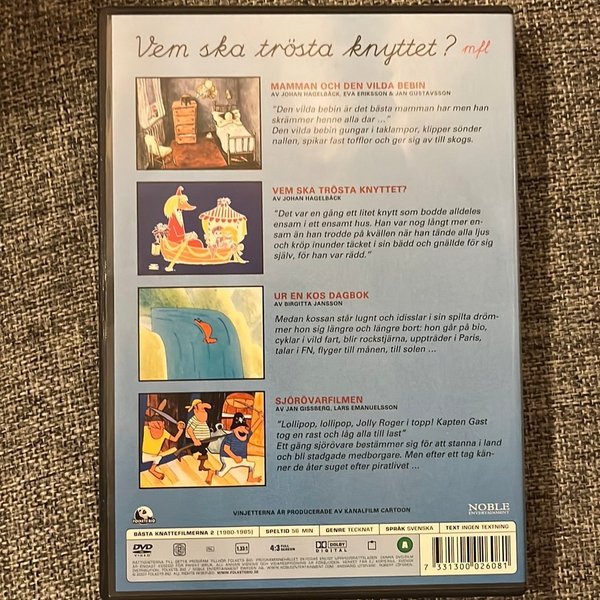 Vem ska trösta knyttet? mfl
MAMMAN OCH DEN VILDA BEBIN
AV JOHAN HAGELBÄCK, EVA ERIKSSON & JAN GUSTAVSSON
"Den vilda bebin är det bästa mamman har men han
skrämmer henne alla dar ..."
Den vilda bebin gungar i taklampor, klipper sönder
nallen, spikar fast tofflor och ger sig av till skogs.
VEM SKA TRÖSTA KNYTTET?
AV JOHAN HAGELBÄCK
"Det var en gång ett litet knytt som bodde alldeles
ensam i ett ensamt hus. Han var nog långt mer en-
sam än han trodde på kvällen när han tände alla ljus
och kröp inunder täcket i sin bädd och gnällde för sig
själv, för han var rädd."
UR EN KOS DAGBOK
AV BIRGITTA JANSSON
Medan kossan står lugnt och idisslar i sin spilta dröm-
mer hon sig längre och längre bort: hon går på bio,
cyklar i vild fart, blir rockstjärna, uppträder i Paris,
talar i FN, flyger till månen, till solen ...
SJÖRÖVARFILMEN
AV JAN GISSBERG, LARS EMANUELSSON
"Lollipop, lollipop, Jolly Roger i topp! Kapten Gast
tog en rast och låg alla till last"
Ett gäng sjörövare bestämmer sig för att stanna i land
och bli stadgade medborgare. Men efter ett tag kän-
ner de åter suget efter piratlivet ...
FOLKETS BIO
VINJETTERNA ÄR PRODUCERADE AV KANALFILM CARTOON
NOBLE
ENTERTAINMENT
BÄSTA KNATTEFILMERNA 2 (1980-1985) SPELTID 56 MIN GENRE TECKNAT SPRÅK SVENSKA TEXT INGEN TEXTNING
DVD VIDEO 1.33:1 4:3 FULL SCREEN DOLBY DIGITAL A
7 331300 026081